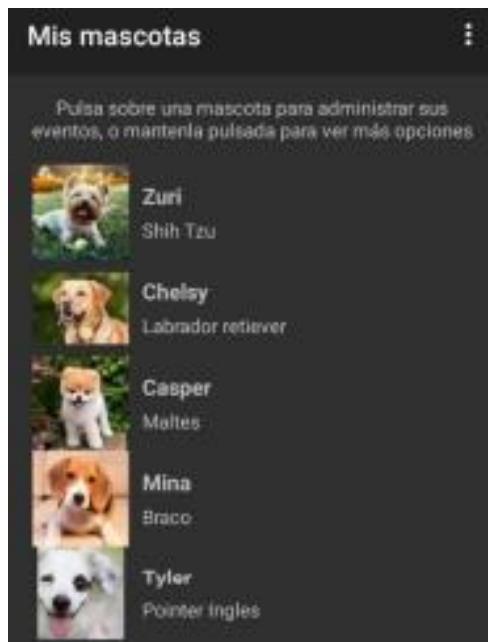 Mis mascotas
Pulsa sobre una mascota para administrar sus
eventos, o mantenla pulsada para ver más opciones
Zuri
Shih Tzu
Chelsy
Labrador retiever
Casper
Maltes
Mina
Braco
Tyler
Pointer Ingles